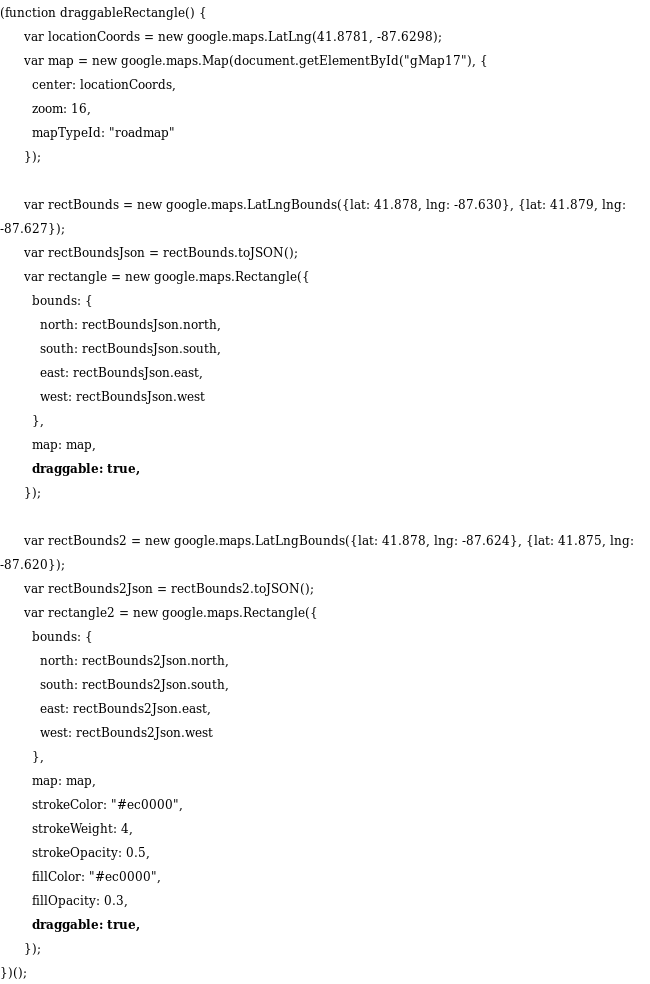 (function draggableRectangle() {
var locationCoords = new google.maps.LatLng(41.8781, -87.6298);
var map = new google.maps.Map(document.getElementById("gMap17"), {
center: locationCoords,
zoom: 16,
mapTypeId: "roadmap"
});
var rectBounds = new google.maps.LatLngBounds({lat: 41.878, lng: -87.630}, {lat: 41.879, lng:
-87.627});
var rectBoundsJson = rectBounds.toJSON();
var rectangle = new google.maps.Rectangle({
bounds: {
north: rectBoundsJson.north,
south: rectBoundsJson.south,
east: rectBoundsJson.east,
west: rectBoundsJson.west
},
map: map,
draggable: true,
});
var rectBounds2 = new google.maps.LatLngBounds({lat: 41.878, lng: -87.624}, {lat: 41.875, lng:
-87.620});
var rectBounds2Json = rectBounds2.toJSON();
var rectangle2 = new google.maps.Rectangle({
bounds: {
north: rectBounds2Json.north,
south: rectBounds2Json.south,
east: rectBounds2Json.east,
west: rectBounds2Json.west
},
map: map,
strokeColor: "#ec0000",
strokeWeight: 4,
strokeOpacity: 0.5,
fillColor: "#ec0000",
fillOpacity: 0.3,
draggable: true,
});
})();